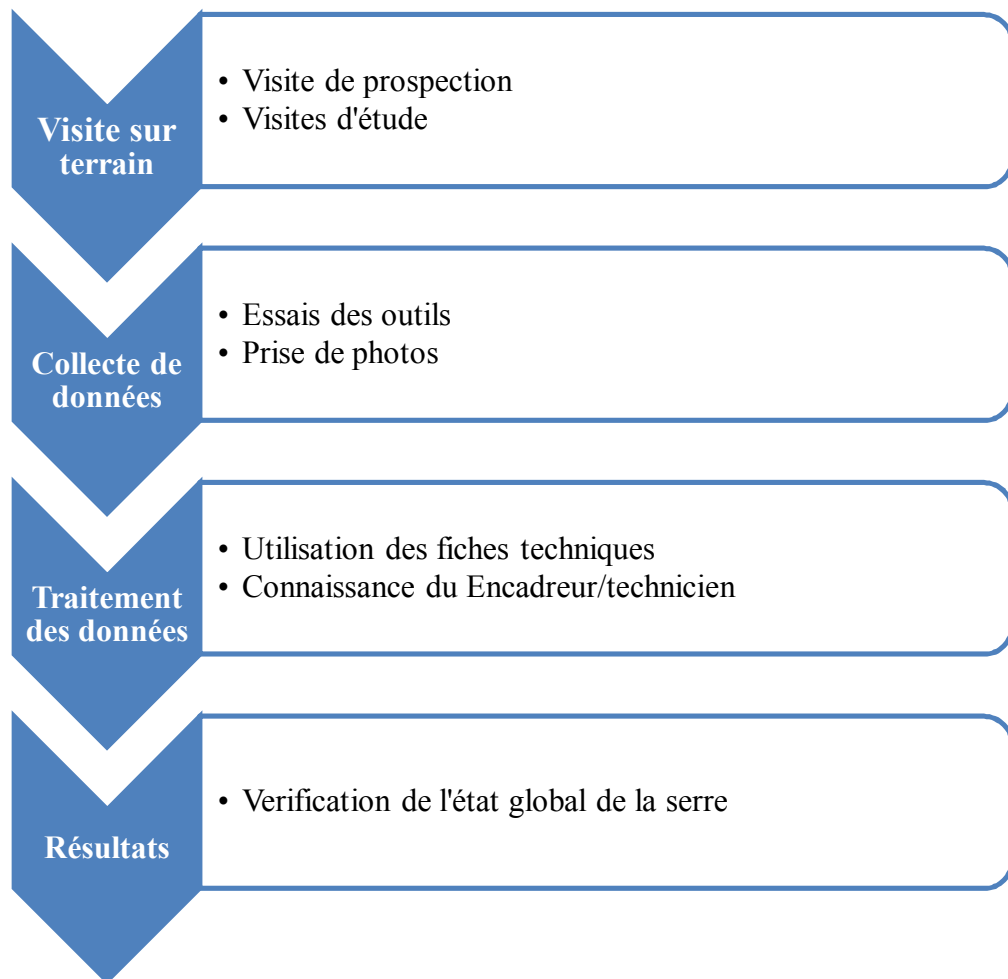 Visite sur
terrain
• Visite de prospection
• Visites d'étude
Collecte de
données
• Essais des outils
• Prise de photos
Traitement
des données
• Utilisation des fiches techniques
• Connaissance du Encadreur/technicien
Résultats
• Verification de l'état global de la serre